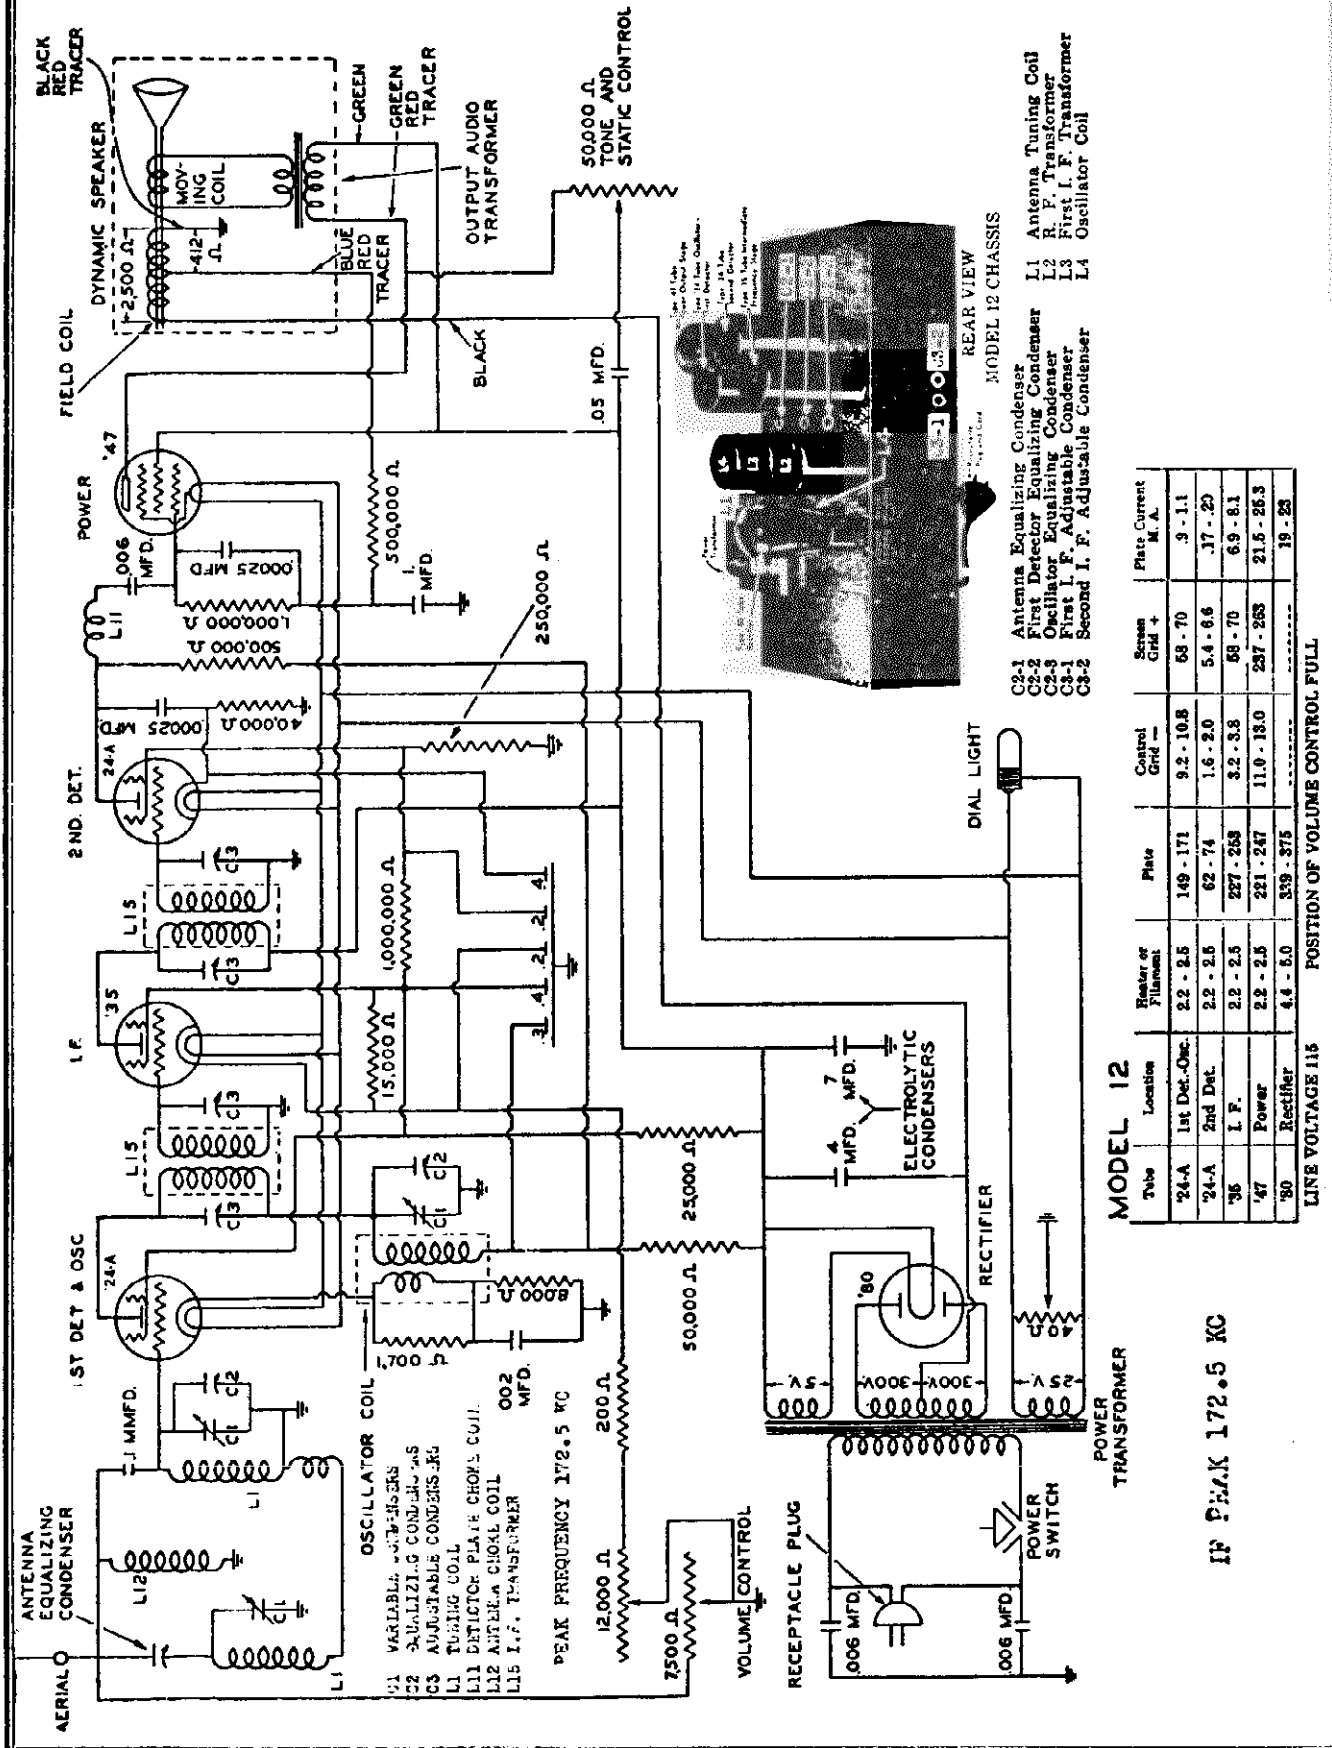 ANTENNA
EQUALIZING
CONDENSER
AERIAL
L12
C1
L1
.1 MMFD.
L1
C1
C2
1ST DET & OSC
'24-A
C3
L15
C3
I.F.
'35
C3
L15
C3
2ND. DET.
24-A
.00025 MFD
40,000 Ω
500,000 Ω
L11
.006
MFD.
1,000,000 Ω
.00025 MFD
POWER
'47
FIELD COIL
DYNAMIC SPEAKER
BLACK
RED
TRACER
2,500 Ω
412
Ω
MOV-
ING
COIL
BLUE
RED
TRACER
GREEN
GREEN
RED
TRACER
OUTPUT AUDIO
TRANSFORMER
BLACK
500,000 Ω
1.
MFD.
250,000 Ω
.05 MFD.
50,000 Ω
TONE AND
STATIC CONTROL
OSCILLATOR COIL
1,700 Ω
8,000 Ω
.002
MFD.
C1
C2
15,000 Ω
1,000,000 Ω
3
4
2
2
4
C1 VARIABLE CONDENSERS
C2 EQUALIZING CONDENSERS
C3 ADJUSTABLE CONDENSERS
L1 TUNING COIL
L11 DETECTOR PLATE CHOKE COIL
L12 ANTENNA CHOKE COIL
L15 I.F. TRANSFORMER
PEAK FREQUENCY 172.5 KC
12,000 Ω
200 Ω
7,500 Ω
VOLUME CONTROL
50,000 Ω
25,000 Ω
4
MFD.
7
MFD.
ELECTROLYTIC
CONDENSERS
RECTIFIER
'80
5 V.
300V.
300V.
2.5 V.
40 Ω
POWER
TRANSFORMER
RECEPTACLE PLUG
.006 MFD.
.006 MFD.
POWER
SWITCH
DIAL LIGHT
L4
L3
L2
REAR VIEW
MODEL 12 CHASSIS
C2-1 Antenna Equalizing Condenser
C2-2 First Detector Equalizing Condenser
C2-3 Oscillator Equalizing Condenser
C3-1 First I. F. Adjustable Condenser
C3-2 Second I. F. Adjustable Condenser
L1 Antenna Tuning Coil
L2 R. F. Transformer
L3 First I. F. Transformer
L4 Oscillator Coil
MODEL 12
Tube Location Heater or Filament Plate Control Grid — Screen Grid + Plate Current M. A.
'24-A 1st Det.-Osc. 2.2 - 2.5 149 - 171 9.2 - 10.8 58 - 70 .9 - 1.1
'24-A 2nd Det. 2.2 - 2.5 62 - 74 1.6 - 2.0 5.4 - 6.6 .17 - .20
'35 I. F. 2.2 - 2.5 227 - 253 3.2 - 3.8 58 - 70 6.9 - 8.1
'47 Power 2.2 - 2.5 221 - 247 11.0 - 13.0 237 - 263 21.5 - 25.3
'80 Rectifier 4.4 - 5.0 339 - 375 19 - 23
LINE VOLTAGE 115 POSITION OF VOLUME CONTROL FULL
IF PEAK 172.5 KC